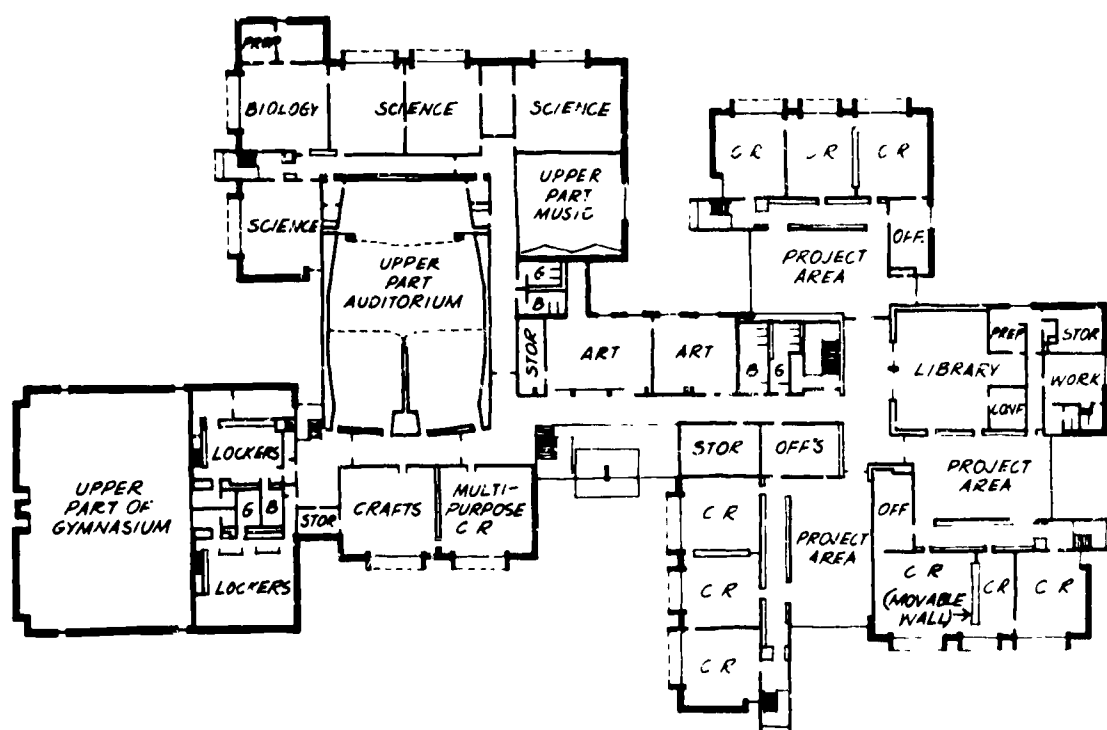 PREP
BIOLOGY
SCIENCE
SCIENCE
C R
C R
C R
UPPER
PART
MUSIC
SCIENCE
OFF.
PROJECT
AREA
UPPER
PART
AUDITORIUM
G
B
STOR
ART
ART
B
G
PREP
STOR
LIBRARY
WORK
CONF
LOCKERS
STOR
OFF'S
PROJECT
AREA
UPPER
PART OF
GYMNASIUM
G
B
STOR
CRAFTS
MULTI-
PURPOSE
C R
C R
OFF
PROJECT
AREA
LOCKERS
C R
C R
(MOVABLE
WALL)
C R
C R
C R